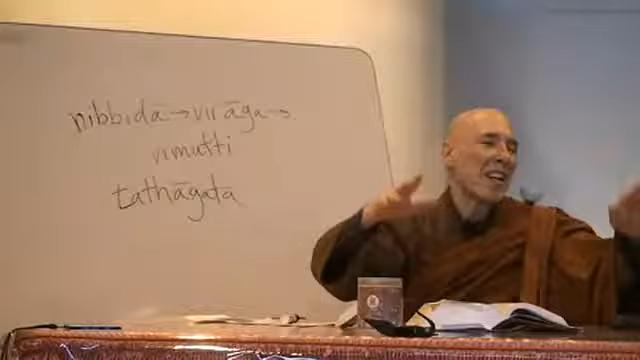 nibbidā → virāga →
vimutti
tathāgata